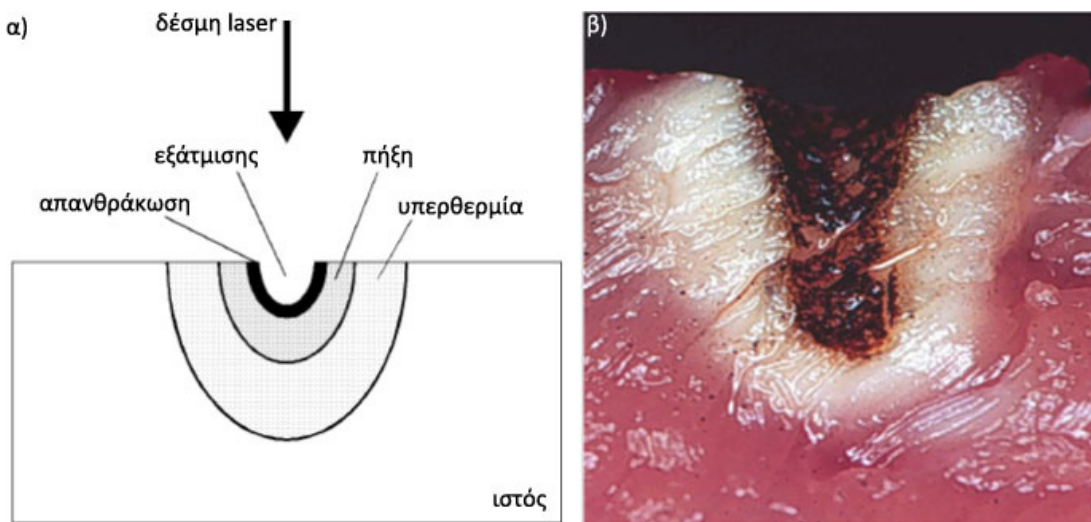 α)
δέσμη laser
εξάτμισης
πήξη
απανθράκωση
υπερθερμία
ιστός
β)